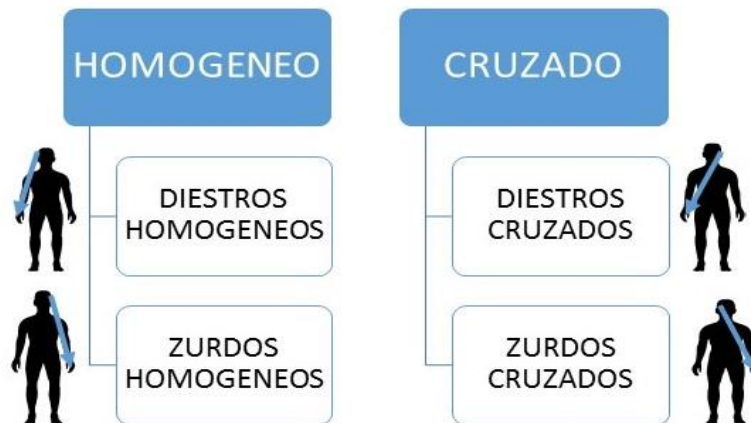 HOMOGENEO
DIESTROS
HOMOGENEOS
ZURDOS
HOMOGENEOS
CRUZADO
DIESTROS
CRUZADOS
ZURDOS
CRUZADOS